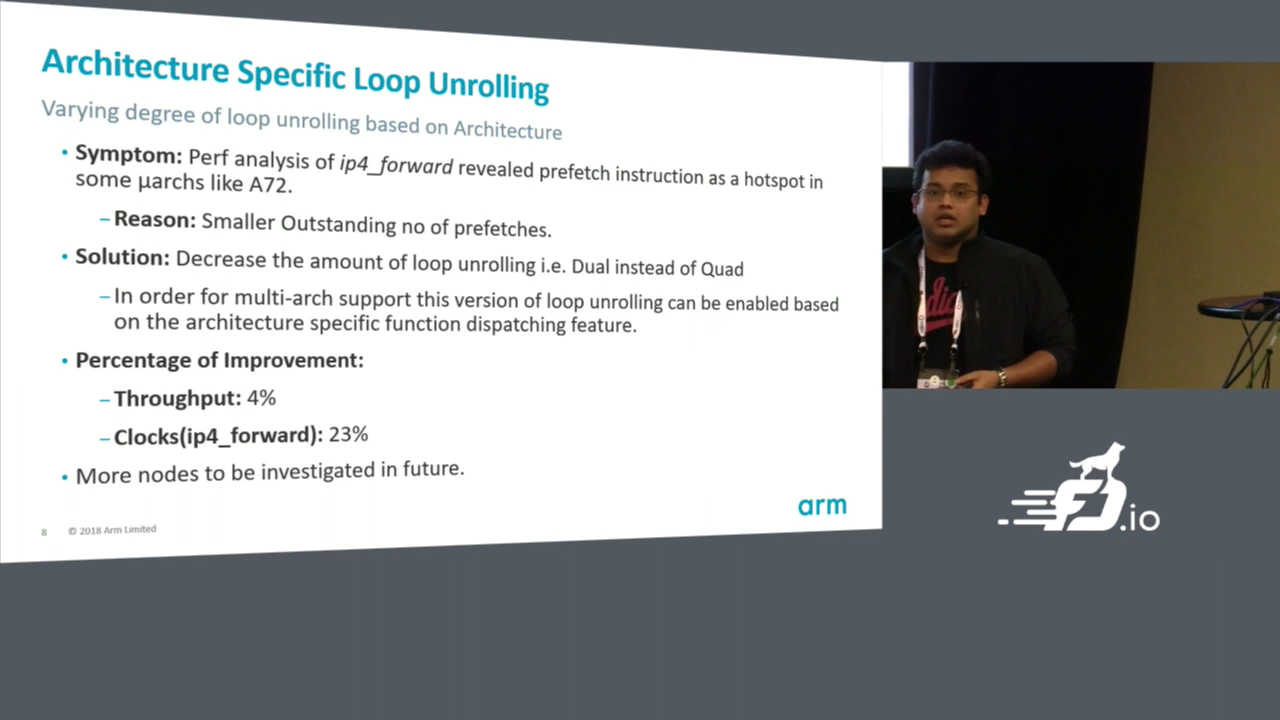 Architecture Specific Loop Unrolling
Varying degree of loop unrolling based on Architecture
• Symptom: Perf analysis of ip4_forward revealed prefetch instruction as a hotspot in
some µarchs like A72.
– Reason: Smaller Outstanding no of prefetches.
• Solution: Decrease the amount of loop unrolling i.e. Dual instead of Quad
– In order for multi-arch support this version of loop unrolling can be enabled based
on the architecture specific function dispatching feature.
• Percentage of Improvement:
– Throughput: 4%
– Clocks(ip4_forward): 23%
• More nodes to be investigated in future.
arm
8 © 2018 Arm Limited
FD.io